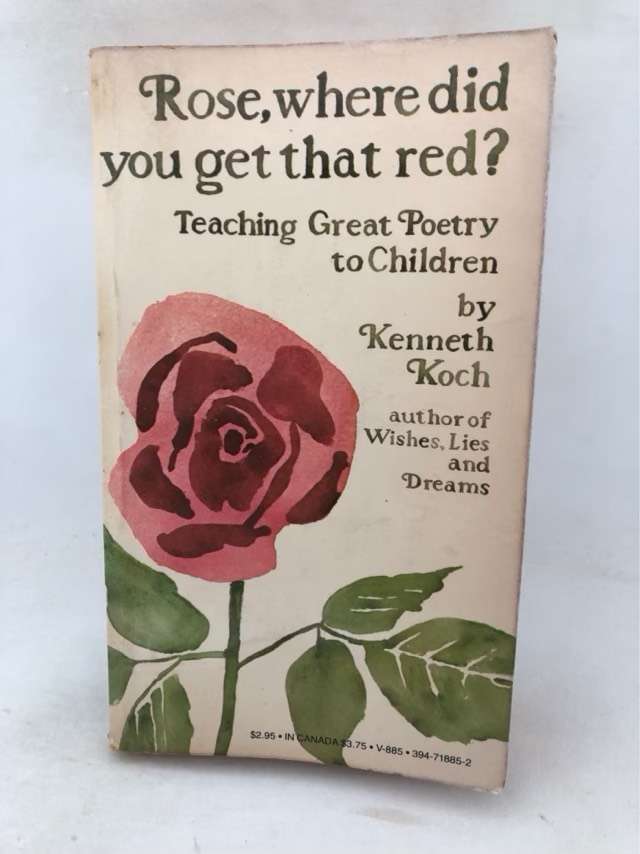 Rose, where did
you get that red?
Teaching Great Poetry
to Children
by
Kenneth
Koch
author of
Wishes, Lies
and
Dreams
$2.95 • IN CANADA $3.75 • V-885 • 394-71885-2